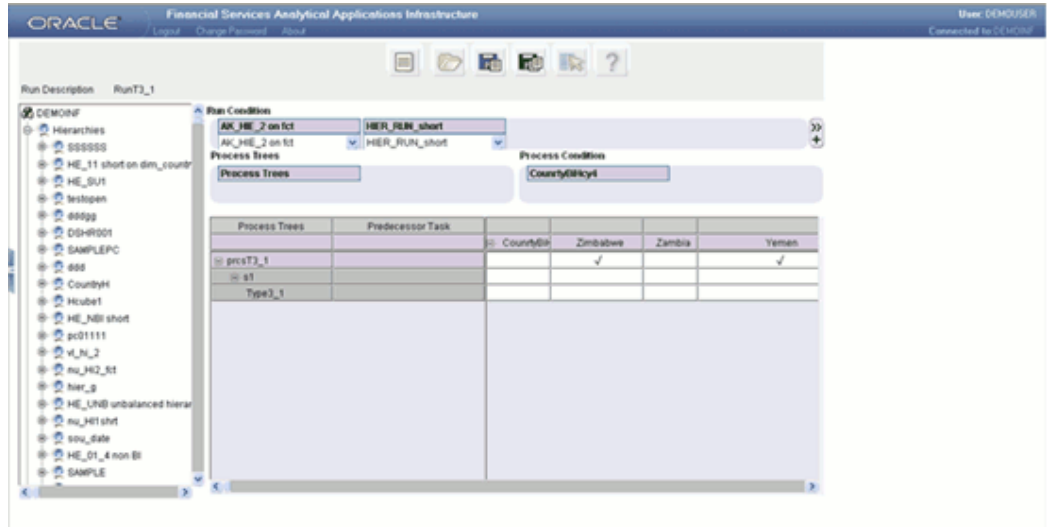 ORACLE
Financial Services Analytical Applications Infrastructure
Logout Change Password About
User: DEMOUSER
Connected to: DEMOINF
?
Run Description RunT3_1
DEMOINF
Hierarchies
SSSSSS
HE_11 short on dim_countr
HE_SU1
testopen
dddgg
DSHR001
SAMPLEPC
ddd
CountryH
Hcube1
HE_NBI short
pc01111
vl_hi_2
nu_Hi2_fct
hier_g
HE_UNB unbalanced hierar
nu_HI1shrt
sou_date
HE_01_4 non BI
SAMPLE
Run Condition
AK_HIE_2 on fct HIER_RUN_short
AK_HIE_2 on fct HIER_RUN_short
Process Trees Process Condition
Process Trees
Process Trees Predecessor Task
Zimbabwe Zambia Yemen
prcsT3_1 √ √
s1
Type3_1